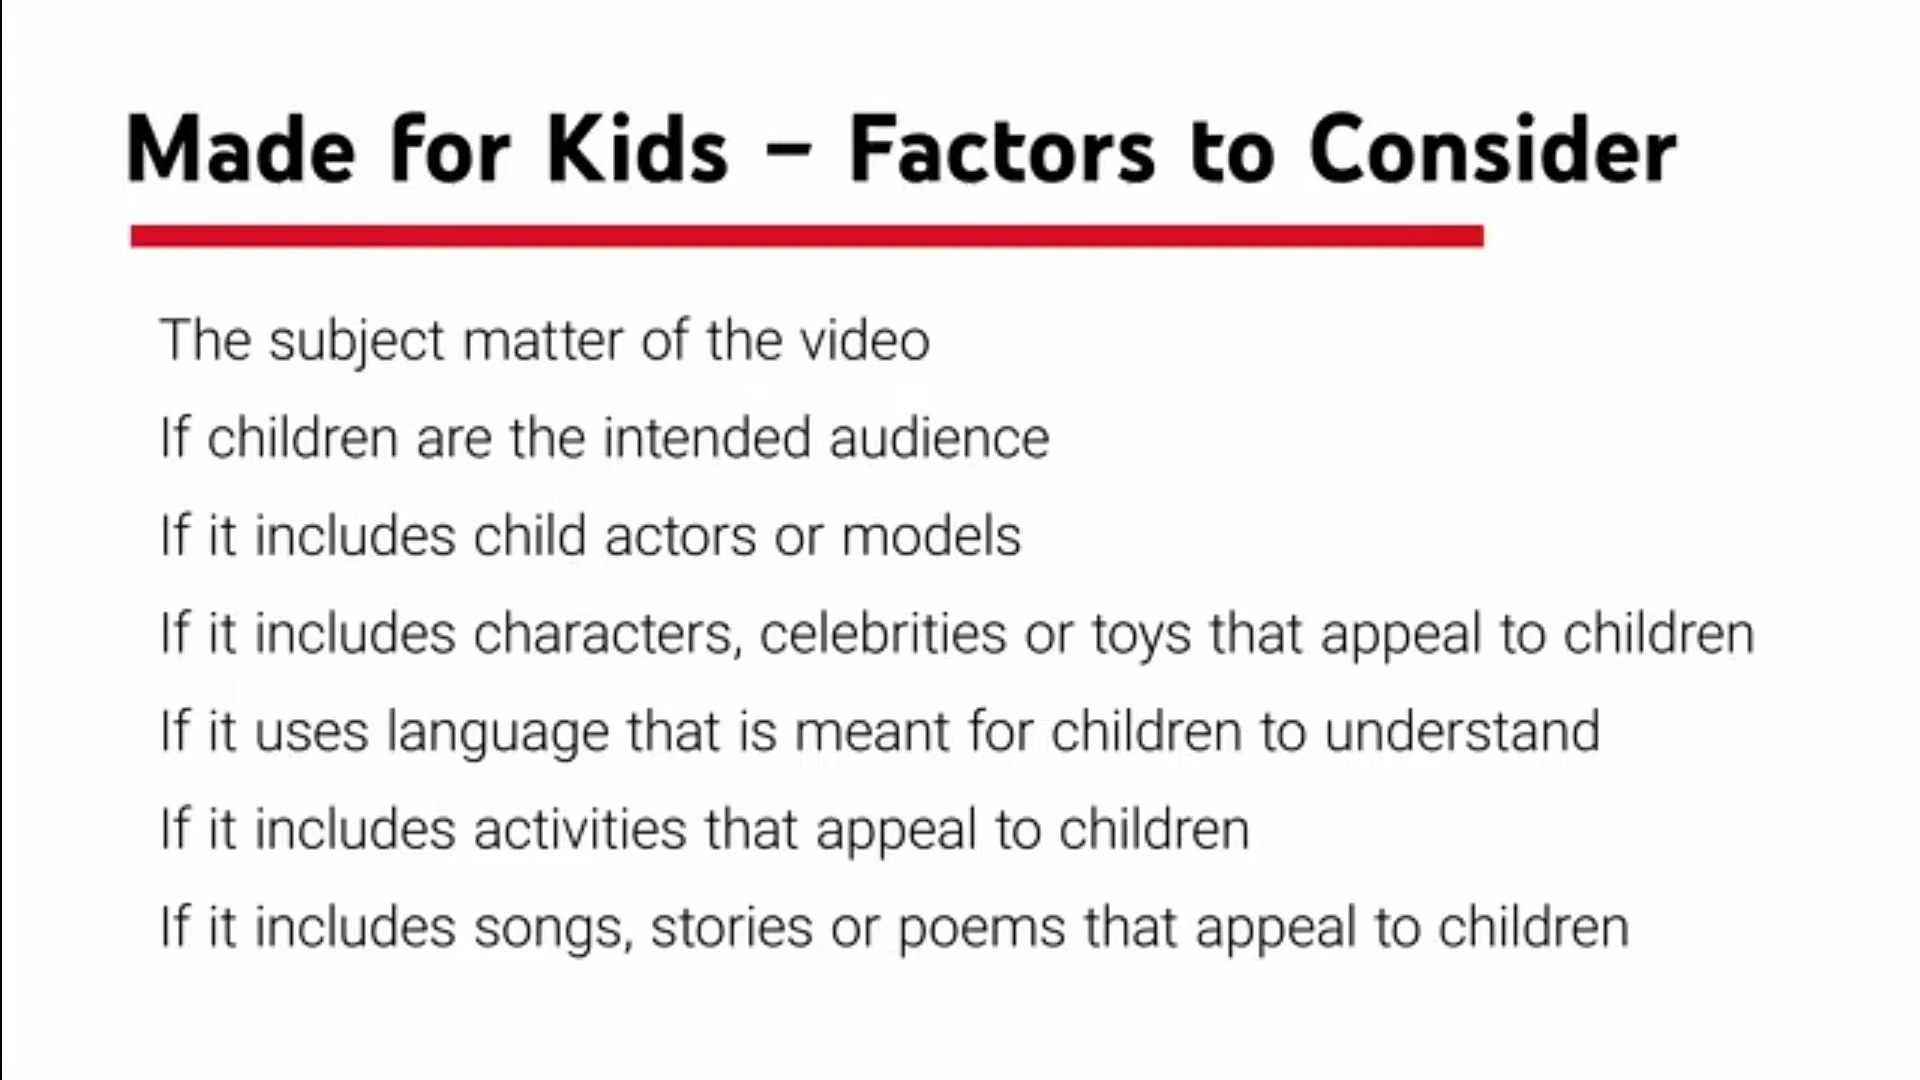 Made for Kids – Factors to Consider
The subject matter of the video
If children are the intended audience
If it includes child actors or models
If it includes characters, celebrities or toys that appeal to children
If it uses language that is meant for children to understand
If it includes activities that appeal to children
If it includes songs, stories or poems that appeal to children